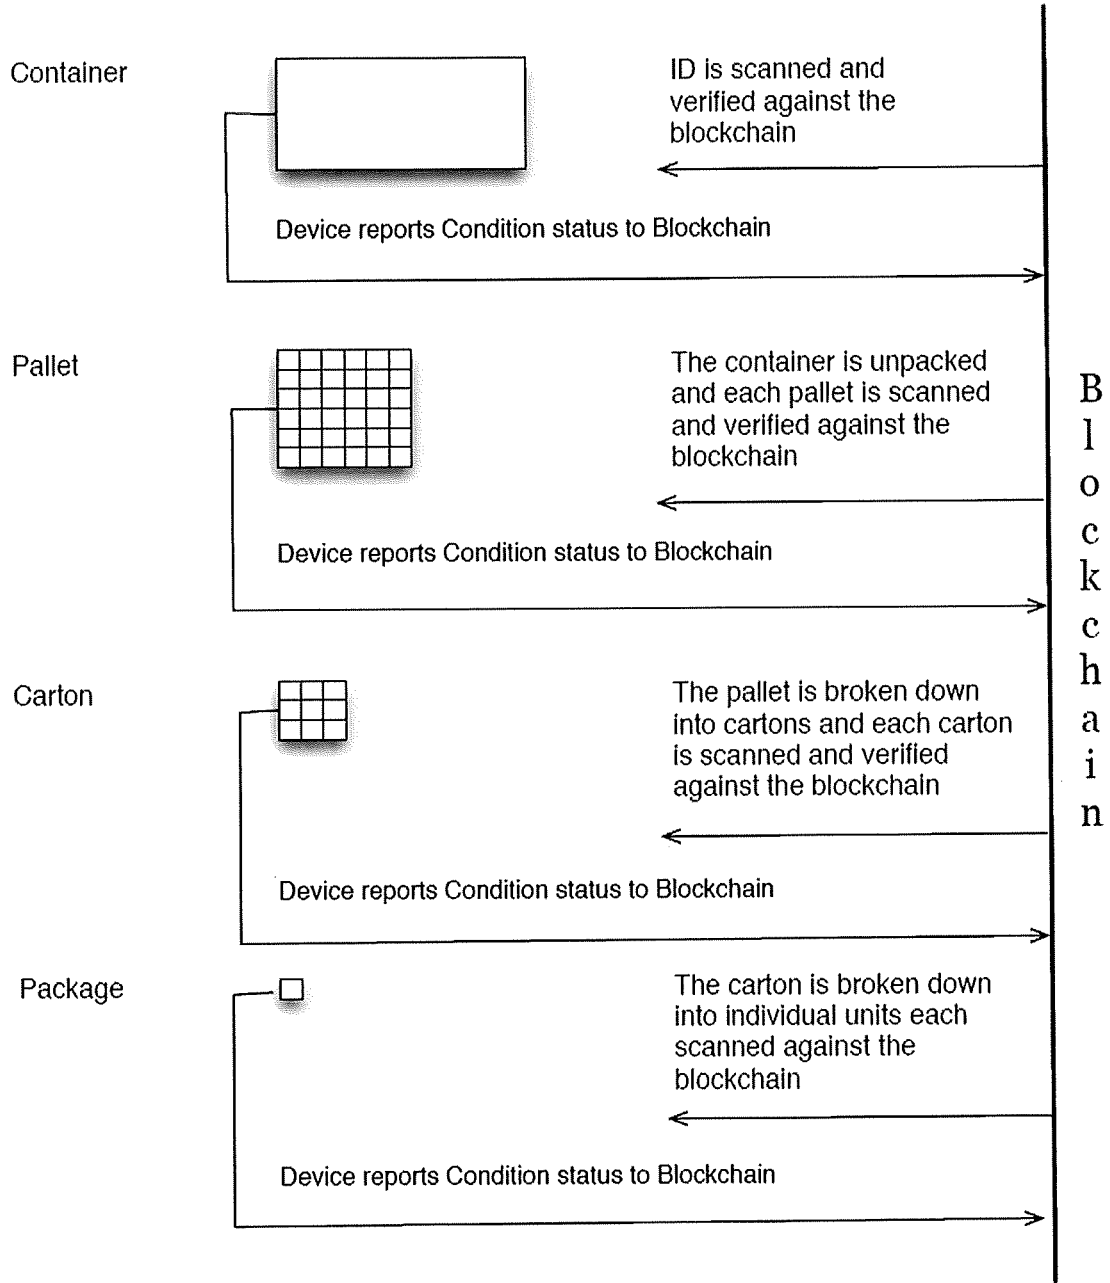 Container
ID is scanned and
verified against the
blockchain
Device reports Condition status to Blockchain
Pallet
The container is unpacked
and each pallet is scanned
and verified against the
blockchain
Device reports Condition status to Blockchain
Carton
The pallet is broken down
into cartons and each carton
is scanned and verified
against the blockchain
Device reports Condition status to Blockchain
Package
The carton is broken down
into individual units each
scanned against the
blockchain
Device reports Condition status to Blockchain
Blockchain